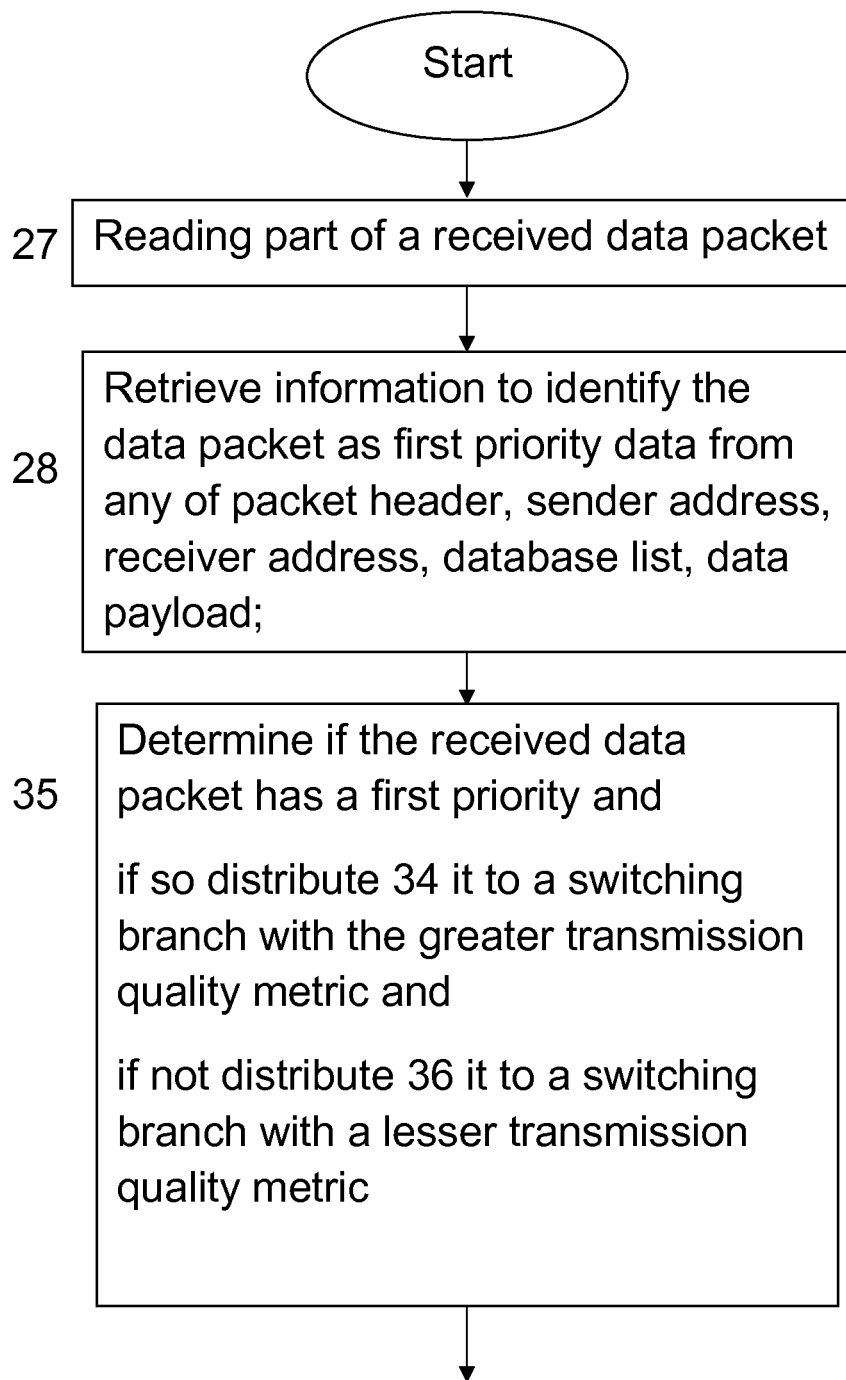 Start
27
Reading part of a received data packet
28
Retrieve information to identify the
data packet as first priority data from
any of packet header, sender address,
receiver address, database list, data
payload;
35
Determine if the received data
packet has a first priority and
if so distribute 34 it to a switching
branch with the greater transmission
quality metric and
if not distribute 36 it to a switching
branch with a lesser transmission
quality metric